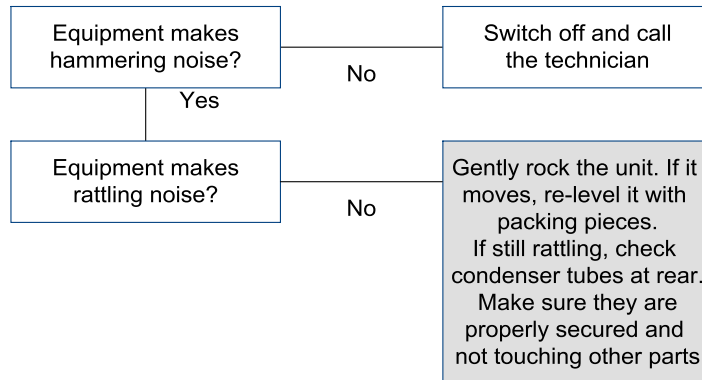 Equipment makes
hammering noise?
No
Switch off and call
the technician
Yes
Equipment makes
rattling noise?
No
Gently rock the unit. If it
moves, re-level it with
packing pieces.
If still rattling, check
condenser tubes at rear.
Make sure they are
properly secured and
not touching other parts